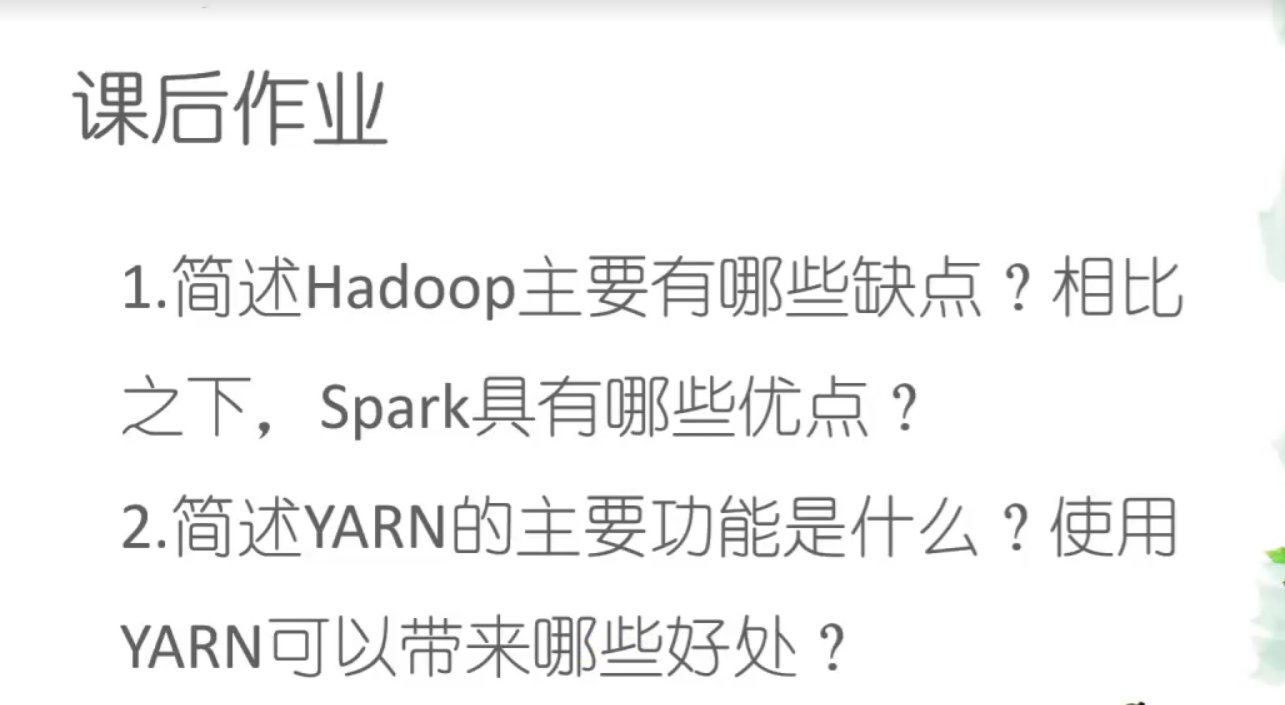 课后作业
1.简述Hadoop主要有哪些缺点？相比
之下，Spark具有哪些优点？
2.简述YARN的主要功能是什么？使用
YARN可以带来哪些好处？